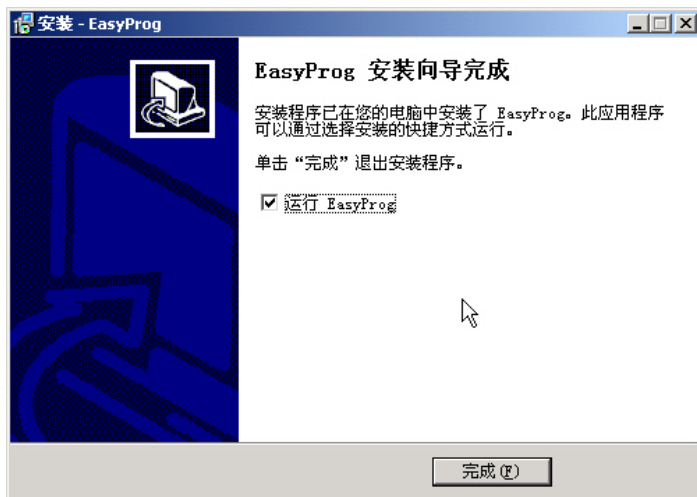 安装 - EasyProg
EasyProg 安装向导完成
安装程序已在您的电脑中安装了 EasyProg。此应用程序
可以通过选择安装的快捷方式运行。
单击“完成”退出安装程序。
运行 EasyProg
完成(F)